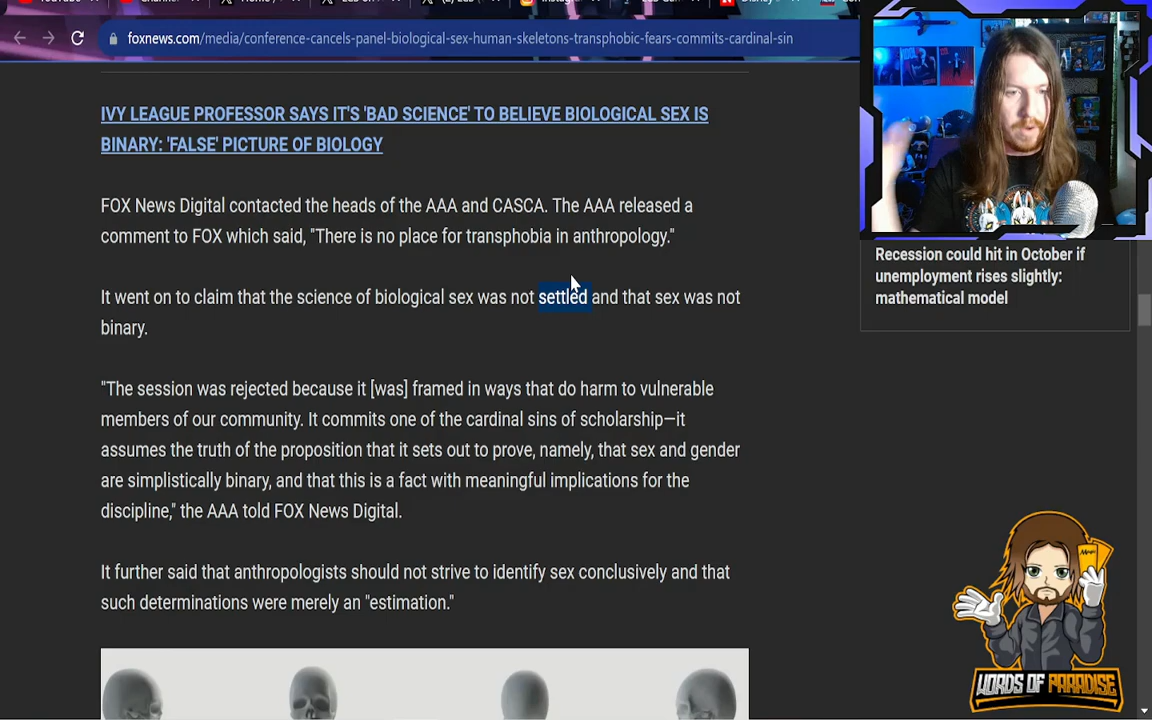 foxnews.com/media/conference-cancels-panel-biological-sex-human-skeletons-transphobic-fears-commits-cardinal-sin
IVY LEAGUE PROFESSOR SAYS IT'S 'BAD SCIENCE' TO BELIEVE BIOLOGICAL SEX IS
BINARY: 'FALSE' PICTURE OF BIOLOGY
FOX News Digital contacted the heads of the AAA and CASCA. The AAA released a
comment to FOX which said, "There is no place for transphobia in anthropology."
It went on to claim that the science of biological sex was not settled and that sex was not
binary.
"The session was rejected because it [was] framed in ways that do harm to vulnerable
members of our community. It commits one of the cardinal sins of scholarship—it
assumes the truth of the proposition that it sets out to prove, namely, that sex and gender
are simplistically binary, and that this is a fact with meaningful implications for the
discipline," the AAA told FOX News Digital.
It further said that anthropologists should not strive to identify sex conclusively and that
such determinations were merely an "estimation."
Recession could hit in October if
unemployment rises slightly:
mathematical model
WORDS OF PARADISE